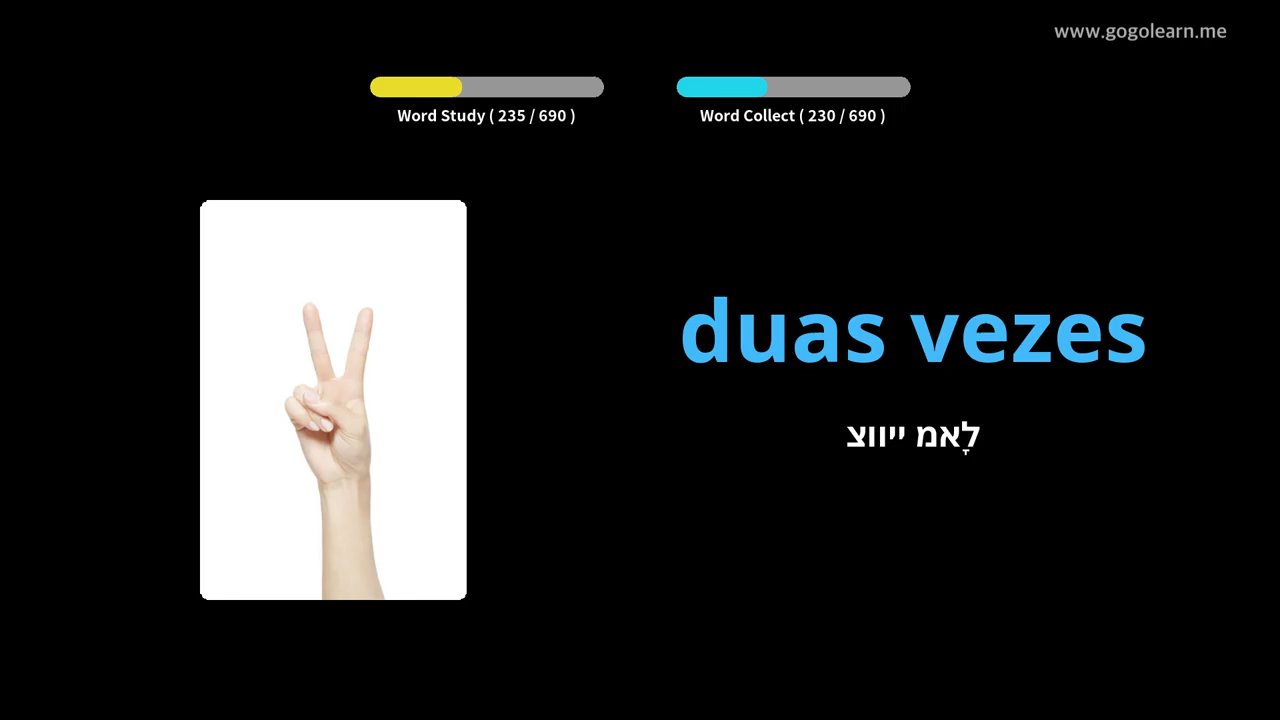 www.gogolearn.me
Word Study ( 235 / 690 )
Word Collect ( 230 / 690 )
duas vezes
לָאמ ייווצ